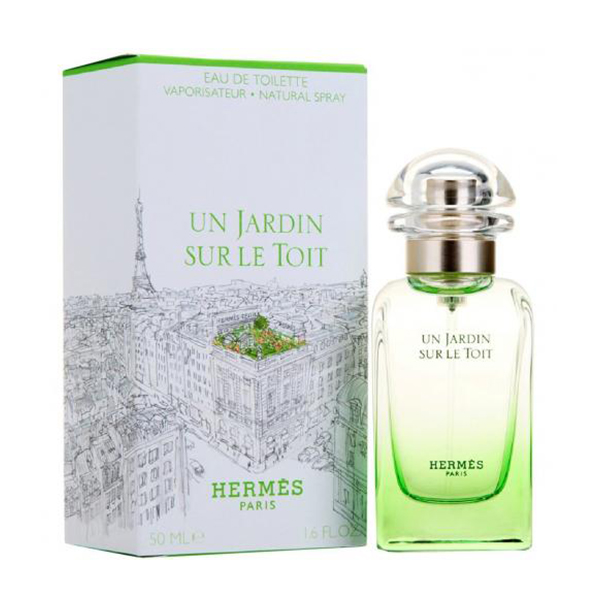 EAU DE TOILETTE
VAPORISATEUR • NATURAL SPRAY
UN JARDIN
SUR LE TOIT
HERMÈS
PARIS
50 ML℮
1.6 FL.OZ
UN JARDIN
SUR LE TOIT
HERMÈS
PARIS